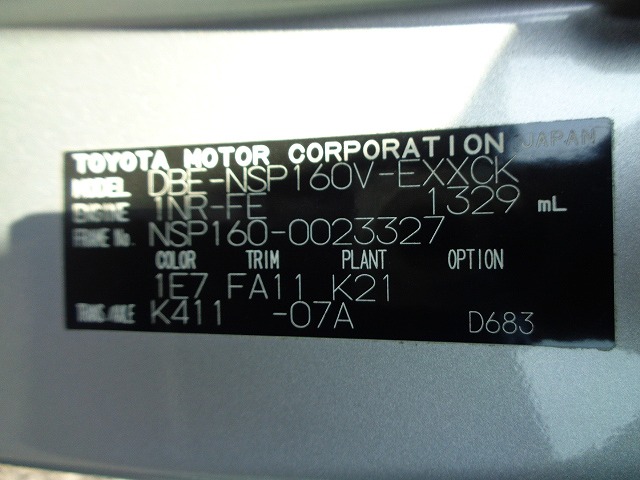 TOYOTA MOTOR CORPORATION JAPAN
MODEL DBE-NSP160V-EXXCK
ENGINE 1NR-FE 1329 mL
FRAME No. NSP160-0023327
COLOR TRIM PLANT OPTION
1E7 FA11 K21
TRANS/AXLE K411 -07A D683